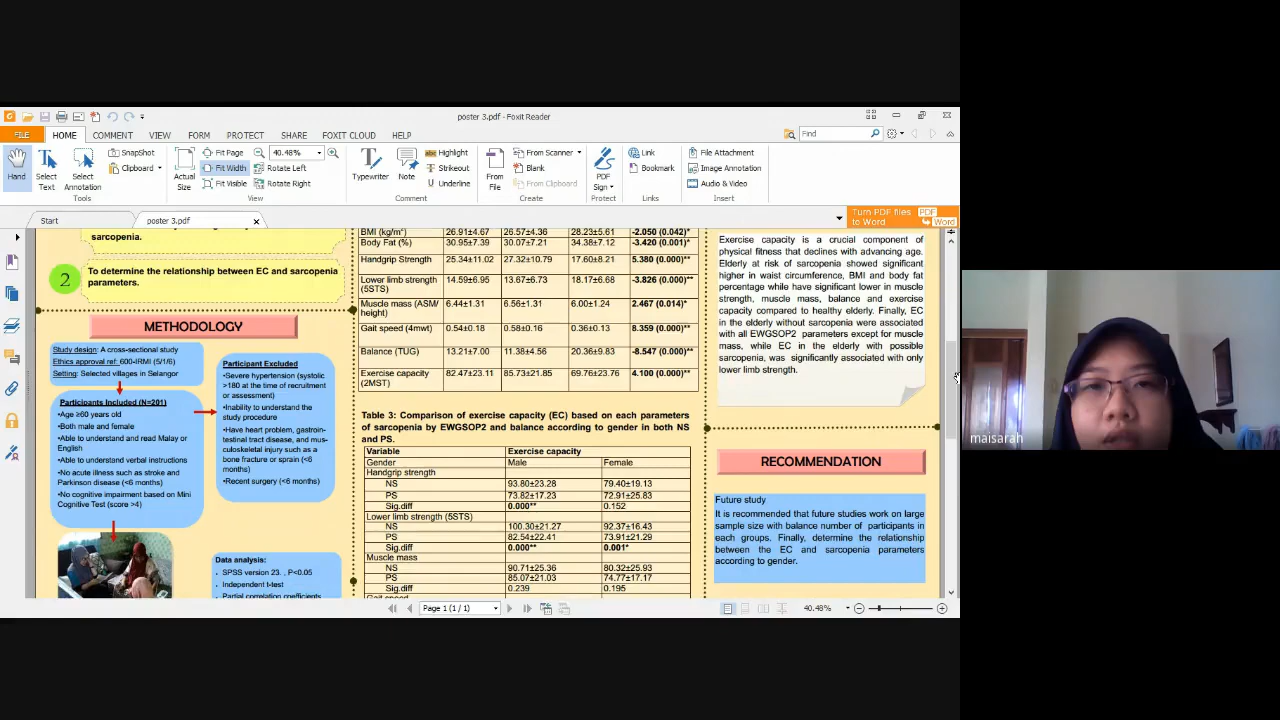 poster 3.pdf - Foxit Reader
FILE HOME COMMENT VIEW FORM PROTECT SHARE FOXIT CLOUD HELP
Find
Hand
Select Text
Select Annotation
SnapShot
Clipboard
Tools
Actual Size
Fit Page
Fit Width
Fit Visible
40.48%
Rotate Left
Rotate Right
View
Typewriter
Note
Highlight
Strikeout
Underline
Comment
From File
From Scanner
Blank
From Clipboard
Create
PDF Sign
Protect
Link
Bookmark
Links
File Attachment
Image Annotation
Audio & Video
Insert
Start
poster 3.pdf
Turn PDF files to Word
PDF
Word
sarcopenia.
2
To determine the relationship between EC and sarcopenia
parameters.
METHODOLOGY
Study design: A cross-sectional study
Ethics approval ref: 600-IRMI (5/1/6)
Setting: Selected villages in Selangor
Participants Included (N=201)
•Age ≥60 years old
•Both male and female
•Able to understand and read Malay or
English
•Able to understand verbal instructions
•No acute illness such as stroke and
Parkinson disease (<6 months)
•No cognitive impairment based on Mini
Cognitive Test (score >4)
Participant Excluded
•Severe hypertension (systolic
>180 at the time of recruitment
or assessment)
•Inability to understand the
study procedure
•Have heart problem, gastroin-
testinal tract disease, and mus-
culoskeletal injury such as a
bone fracture or sprain (<6
months)
•Recent surgery (<6 months)
Data analysis:
• SPSS version 23. , P<0.05
• Independent t-test
• Partial correlation coefficients
BMI (kg/m²) 26.91±4.67 26.57±4.36 28.23±5.61 -2.050 (0.042)*
Body Fat (%) 30.95±7.39 30.07±7.21 34.38±7.12 -3.420 (0.001)*
Handgrip Strength 25.34±11.02 27.32±10.79 17.60±8.21 5.380 (0.000)**
Lower limb strength (5STS) 14.59±6.95 13.67±6.73 18.17±6.68 -3.826 (0.000)**
Muscle mass (ASM/ height) 6.44±1.31 6.56±1.31 6.00±1.24 2.467 (0.014)*
Gait speed (4mwt) 0.54±0.18 0.58±0.16 0.36±0.13 8.359 (0.000)**
Balance (TUG) 13.21±7.00 11.38±4.56 20.36±9.83 -8.547 (0.000)**
Exercise capacity (2MST) 82.47±23.11 85.73±21.85 69.76±23.76 4.100 (0.000)**
Table 3: Comparison of exercise capacity (EC) based on each parameters
of sarcopenia by EWGSOP2 and balance according to gender in both NS
and PS.
Variable Exercise capacity
Gender Male Female
Handgrip strength
NS 93.80±23.28 79.40±19.13
PS 73.82±17.23 72.91±25.83
Sig.diff 0.000** 0.152
Lower limb strength (5STS)
NS 100.30±21.27 92.37±16.43
PS 82.54±22.41 73.91±21.29
Sig.diff 0.000** 0.001*
Muscle mass
NS 90.71±25.36 80.32±25.93
PS 85.07±21.03 74.77±17.17
Sig.diff 0.239 0.195
Gait speed
Exercise capacity is a crucial component of
physical fitness that declines with advancing age.
Elderly at risk of sarcopenia showed significant
higher in waist circumference, BMI and body fat
percentage while have significant lower in muscle
strength, muscle mass, balance and exercise
capacity compared to healthy elderly. Finally, EC
in the elderly without sarcopenia were associated
with all EWGSOP2 parameters except for muscle
mass, while EC in the elderly with possible
sarcopenia, was significantly associated with only
lower limb strength.
RECOMMENDATION
Future study
It is recommended that future studies work on large
sample size with balance number of participants in
each groups. Finally, determine the relationship
between the EC and sarcopenia parameters
according to gender.
maisarah
Page 1 (1 / 1)
40.48%